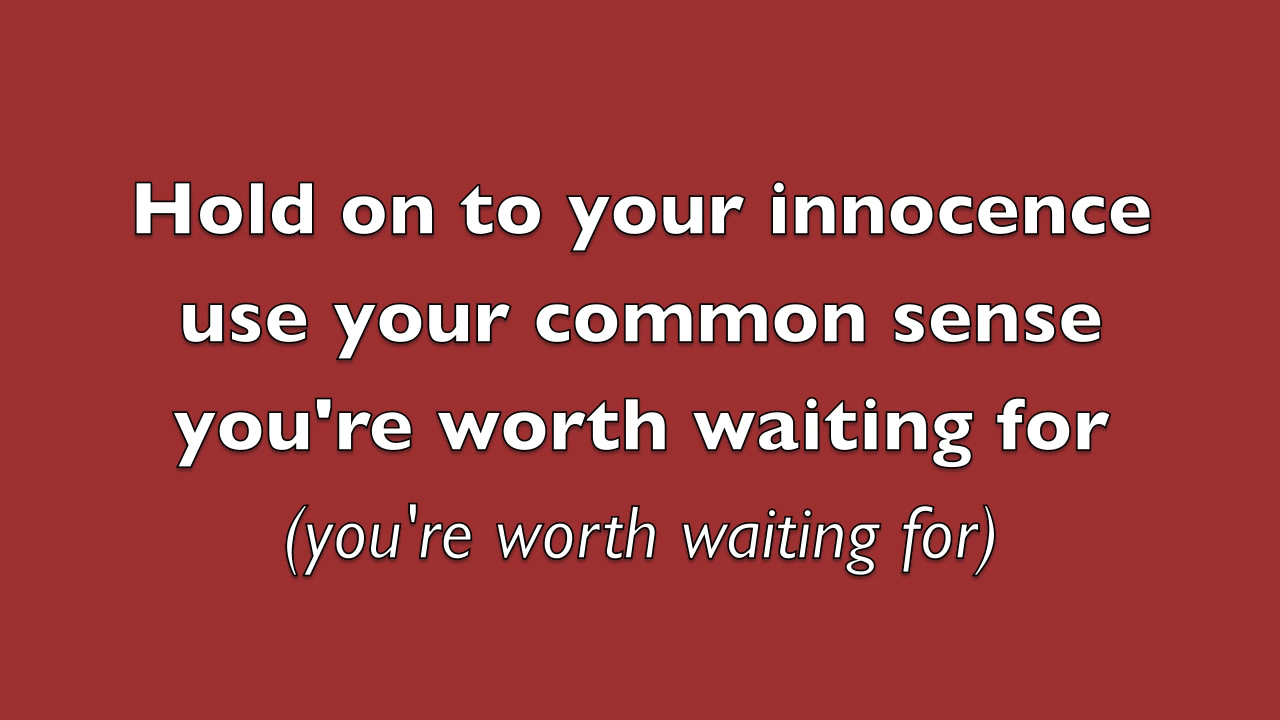 Hold on to your innocence
use your common sense
you're worth waiting for
(you're worth waiting for)